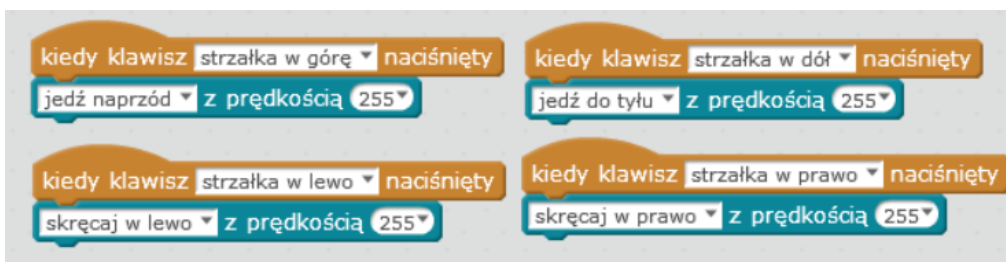 kiedy klawisz strzałka w górę naciśnięty
jedź naprzód z prędkością 255
kiedy klawisz strzałka w dół naciśnięty
jedź do tyłu z prędkością 255
kiedy klawisz strzałka w lewo naciśnięty
skręcaj w lewo z prędkością 255
kiedy klawisz strzałka w prawo naciśnięty
skręcaj w prawo z prędkością 255